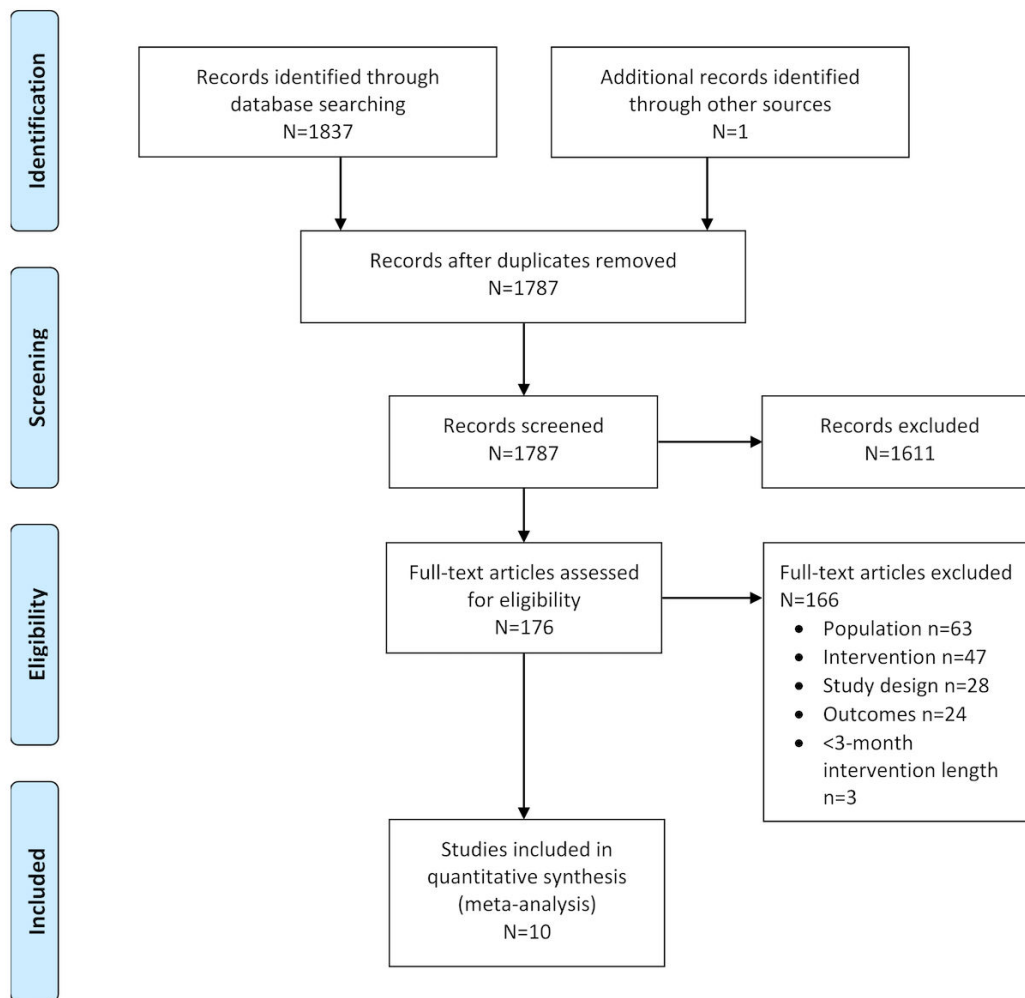 Identification
Records identified through
database searching
N=1837
Additional records identified
through other sources
N=1
Records after duplicates removed
N=1787
Screening
Records screened
N=1787
Records excluded
N=1611
Eligibility
Full-text articles assessed
for eligibility
N=176
Full-text articles excluded
N=166
• Population n=63
• Intervention n=47
• Study design n=28
• Outcomes n=24
• <3-month
intervention length
n=3
Included
Studies included in
quantitative synthesis
(meta-analysis)
N=10